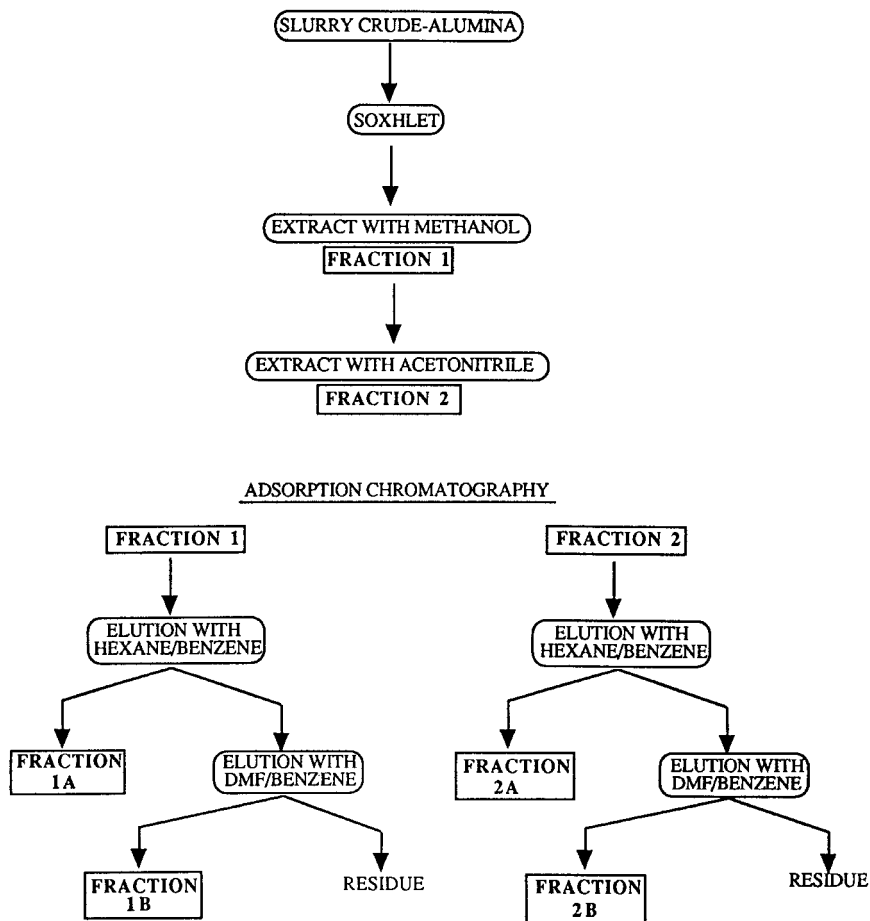 SLURRY CRUDE-ALUMINA
SOXHLET
EXTRACT WITH METHANOL
FRACTION 1
EXTRACT WITH ACETONITRILE
FRACTION 2
ADSORPTION CHROMATOGRAPHY
FRACTION 1
ELUTION WITH
HEXANE/BENZENE
FRACTION
1A
ELUTION WITH
DMF/BENZENE
FRACTION
1B
RESIDUE
FRACTION 2
ELUTION WITH
HEXANE/BENZENE
FRACTION
2A
ELUTION WITH
DMF/BENZENE
FRACTION
2B
RESIDUE